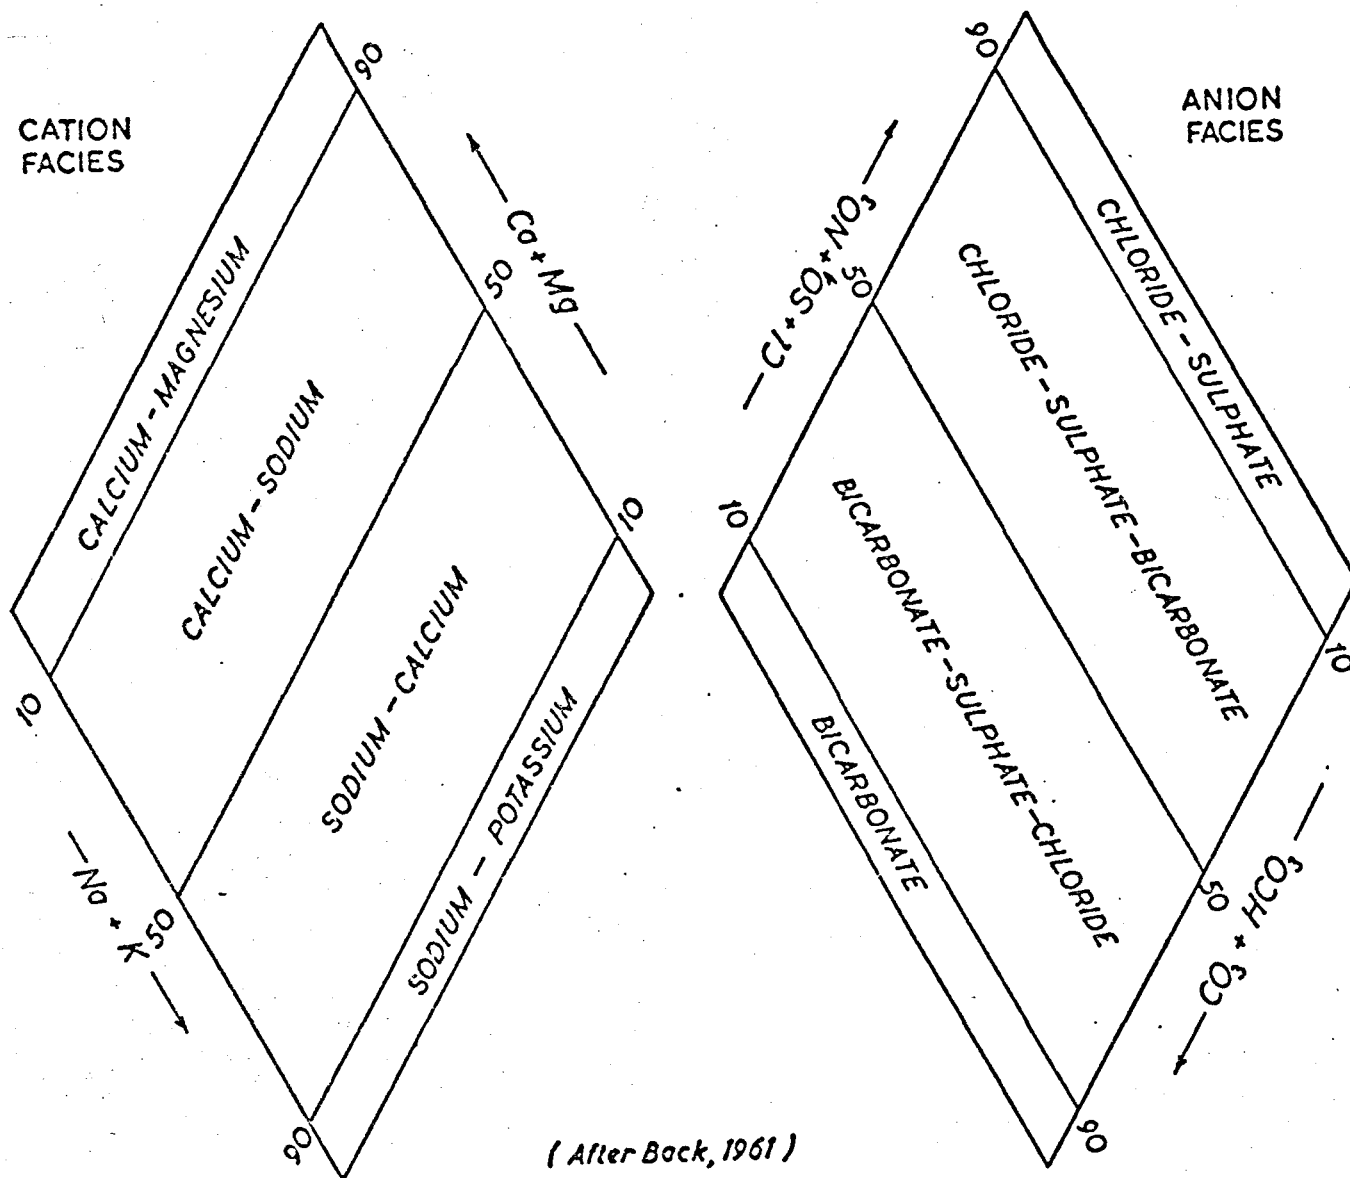 CATION
FACIES
90
Ca + Mg
50
10
CALCIUM - MAGNESIUM
CALCIUM - SODIUM
SODIUM - CALCIUM
SODIUM - POTASSIUM
10
Na + K
50
90
ANION
FACIES
90
Cl + SO4 + NO3
50
10
CHLORIDE - SULPHATE
CHLORIDE - SULPHATE - BICARBONATE
BICARBONATE - SULPHATE - CHLORIDE
BICARBONATE
10
50
CO3 + HCO3
90
( After Back, 1961 )